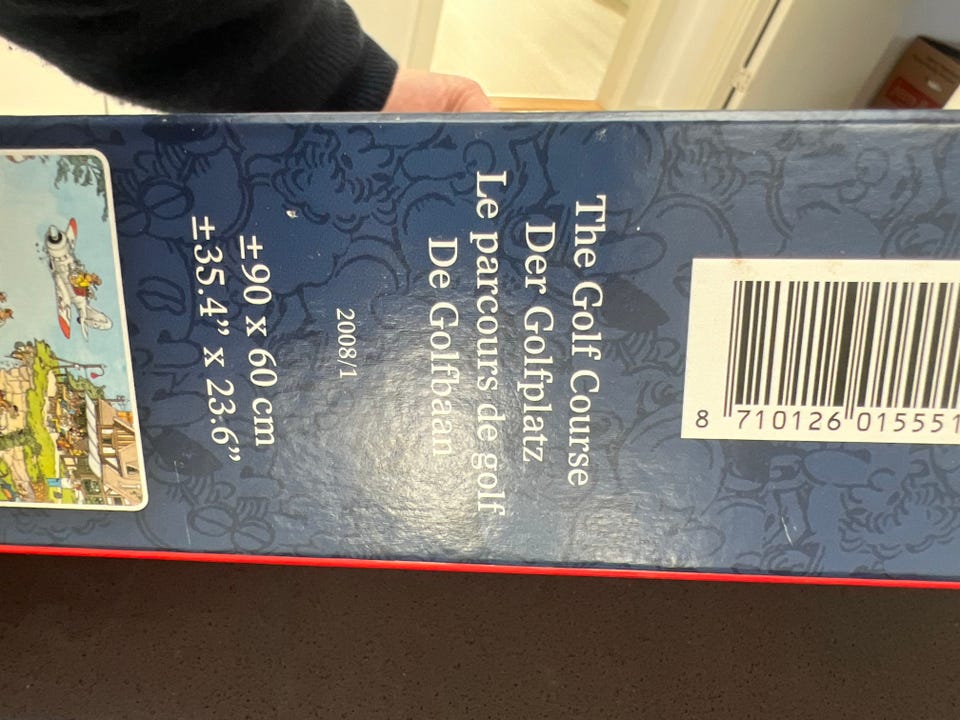 8 710126 015551
The Golf Course
Der Golfplatz
Le parcours de golf
De Golfbaan
2008/1
±90 x 60 cm
±35.4” x 23.6”